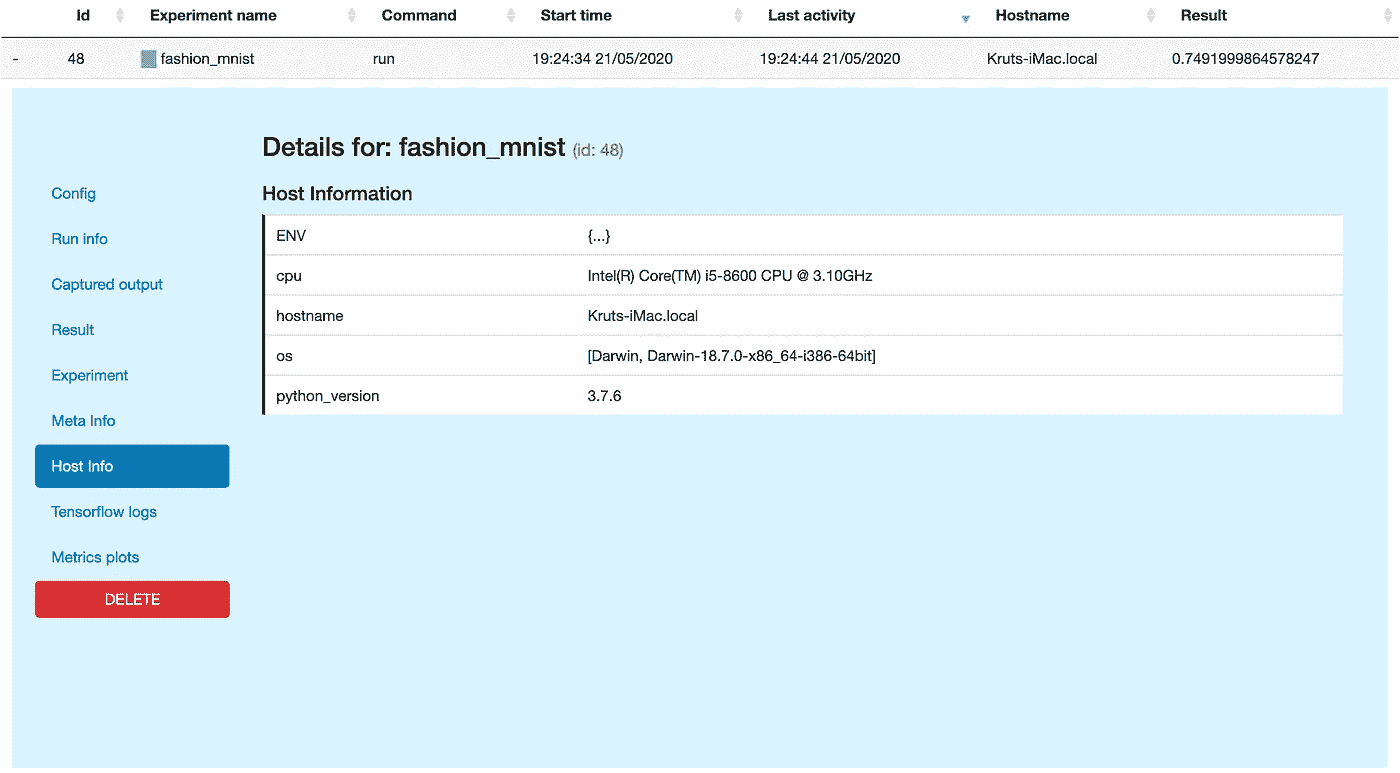 Id Experiment name Command Start time Last activity Hostname Result
- 48 fashion_mnist run 19:24:34 21/05/2020 19:24:44 21/05/2020 Kruts-iMac.local 0.7491999864578247
Details for: fashion_mnist (id: 48)
Config
Run info
Captured output
Result
Experiment
Meta Info
Host Info
Tensorflow logs
Metrics plots
DELETE
Host Information
ENV {...}
cpu Intel(R) Core(TM) i5-8600 CPU @ 3.10GHz
hostname Kruts-iMac.local
os [Darwin, Darwin-18.7.0-x86_64-i386-64bit]
python_version 3.7.6